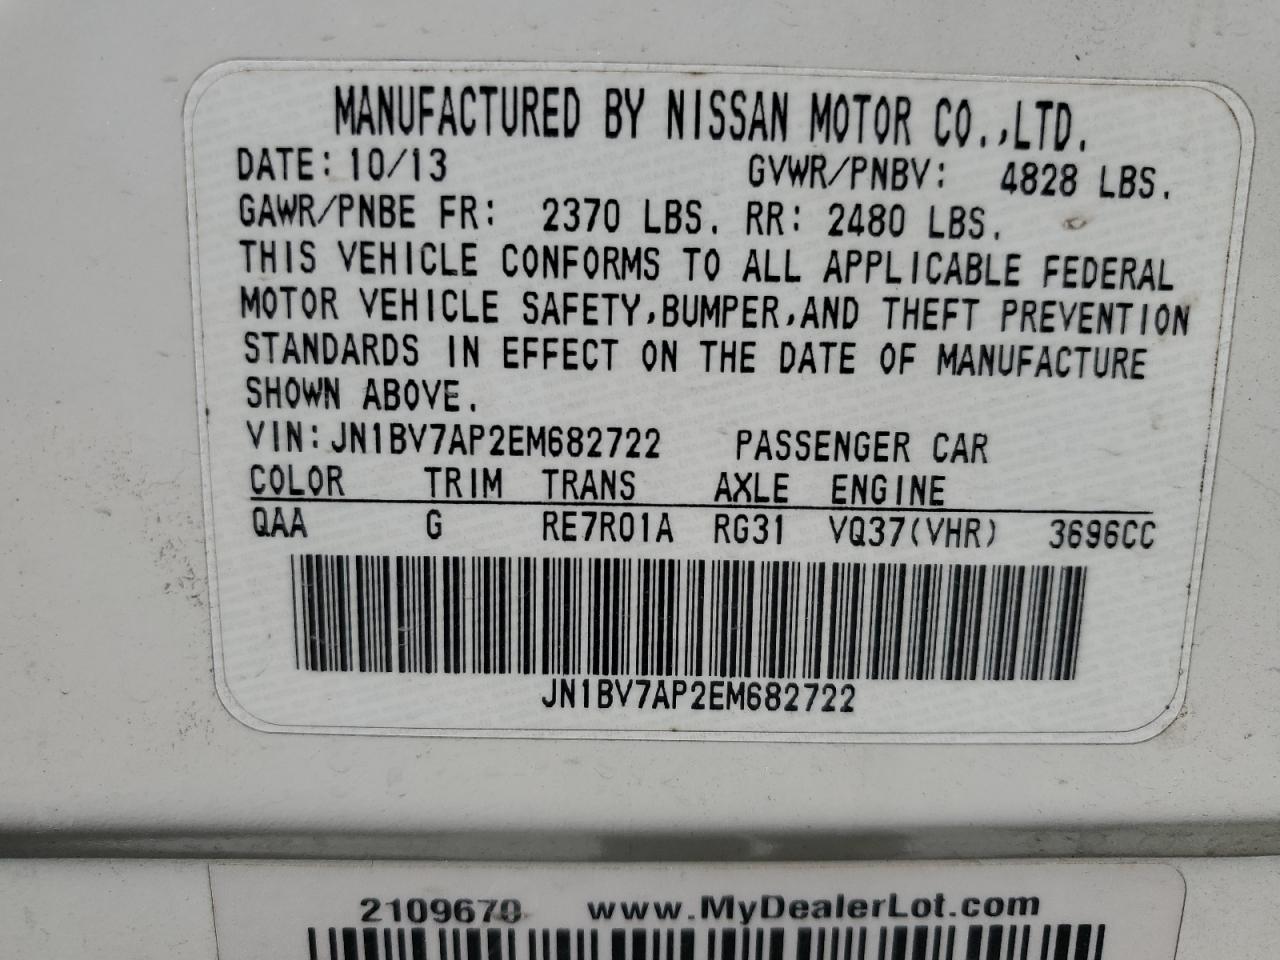 MANUFACTURED BY NISSAN MOTOR CO.,LTD.
DATE: 10/13 GVWR/PNBV: 4828 LBS.
GAWR/PNBE FR: 2370 LBS. RR: 2480 LBS.
THIS VEHICLE CONFORMS TO ALL APPLICABLE FEDERAL
MOTOR VEHICLE SAFETY,BUMPER,AND THEFT PREVENTION
STANDARDS IN EFFECT ON THE DATE OF MANUFACTURE
SHOWN ABOVE.
VIN: JN1BV7AP2EM682722 PASSENGER CAR
COLOR TRIM TRANS AXLE ENGINE
QAA G RE7R01A RG31 VQ37(VHR) 3696CC
JN1BV7AP2EM682722
2109670 www.MyDealerLot.com